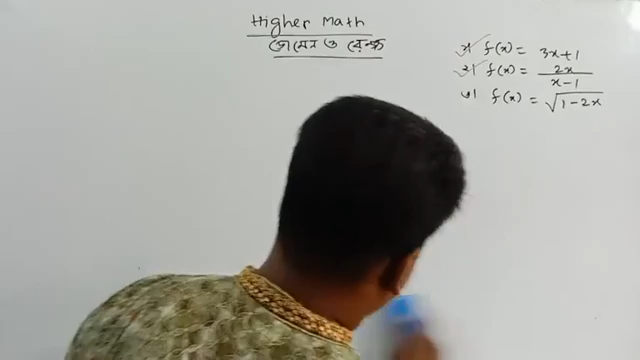 Higher Math
ডোমেন ও রেঞ্জ
১। f(x) = 3x+1
২। f(x) = 2x / x-1
৩। f(x) = √1-2x